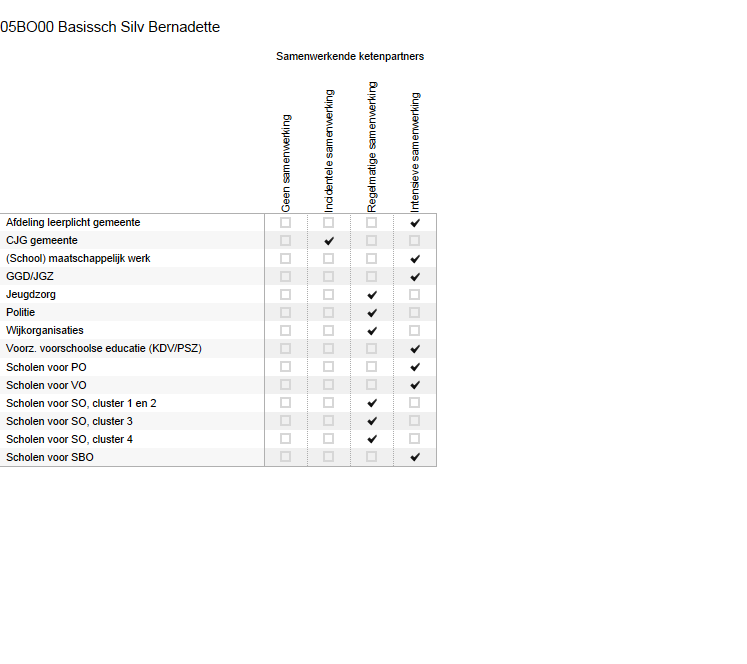 05BO00 Basissch Silv Bernadette
Samenwerkende ketenpartners
Geen samenwerking
Incidentele samenwerking
Regelmatige samenwerking
Intensieve samenwerking
Afdeling leerplicht gemeente
CJG gemeente
(School) maatschappelijk werk
GGD/JGZ
Jeugdzorg
Politie
Wijkorganisaties
Voorz. voorschoolse educatie (KDV/PSZ)
Scholen voor PO
Scholen voor VO
Scholen voor SO, cluster 1 en 2
Scholen voor SO, cluster 3
Scholen voor SO, cluster 4
Scholen voor SBO